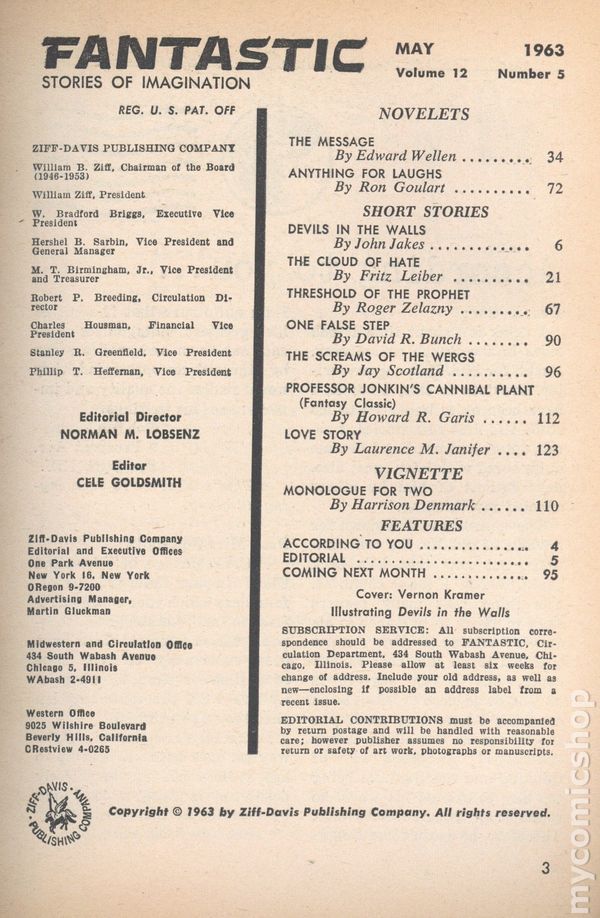 FANTASTIC
STORIES OF IMAGINATION
MAY 1963
Volume 12 Number 5
REG. U. S. PAT. OFF
ZIFF-DAVIS PUBLISHING COMPANY
William B. Ziff, Chairman of the Board
(1946-1953)
William Ziff, President
W. Bradford Briggs, Executive Vice
President
Hershel B. Sarbin, Vice President and
General Manager
M. T. Birmingham, Jr., Vice President
and Treasurer
Robert P. Breeding, Circulation Di-
rector
Charles Housman, Financial Vice
President
Stanley R. Greenfield, Vice President
Phillip T. Heffernan, Vice President
Editorial Director
NORMAN M. LOBSENZ
Editor
CELE GOLDSMITH
Ziff-Davis Publishing Company
Editorial and Executive Offices
One Park Avenue
New York 16, New York
ORegon 9-7200
Advertising Manager,
Martin Gluckman
Midwestern and Circulation Office
434 South Wabash Avenue
Chicago 5, Illinois
WAbash 2-4911
Western Office
9025 Wilshire Boulevard
Beverly Hills, California
CRestview 4-0265
NOVELETS
THE MESSAGE
By Edward Wellen ......... 34
ANYTHING FOR LAUGHS
By Ron Goulart .......... 72
SHORT STORIES
DEVILS IN THE WALLS
By John Jakes ............. 6
THE CLOUD OF HATE
By Fritz Leiber .......... 21
THRESHOLD OF THE PROPHET
By Roger Zelazny ......... 67
ONE FALSE STEP
By David R. Bunch ....... 90
THE SCREAMS OF THE WERGS
By Jay Scotland .......... 96
PROFESSOR JONKIN'S CANNIBAL PLANT
(Fantasy Classic)
By Howard R. Garis ...... 112
LOVE STORY
By Laurence M. Janifer .... 123
VIGNETTE
MONOLOGUE FOR TWO
By Harrison Denmark ...... 110
FEATURES
ACCORDING TO YOU .............. 4
EDITORIAL ...................... 5
COMING NEXT MONTH ............ 95
Cover: Vernon Kramer
Illustrating Devils in the Walls
SUBSCRIPTION SERVICE: All subscription corre-
spondence should be addressed to FANTASTIC, Cir-
culation Department, 434 South Wabash Avenue, Chi-
cago, Illinois. Please allow at least six weeks for
change of address. Include your old address, as well as
new—enclosing if possible an address label from a
recent issue.
EDITORIAL CONTRIBUTIONS must be accompanied
by return postage and will be handled with reasonable
care; however publisher assumes no responsibility for
return or safety of art work, photographs or manuscripts.
ZIFF-DAVIS PUBLISHING COMPANY
Copyright © 1963 by Ziff-Davis Publishing Company. All rights reserved.
3
mycomicshop